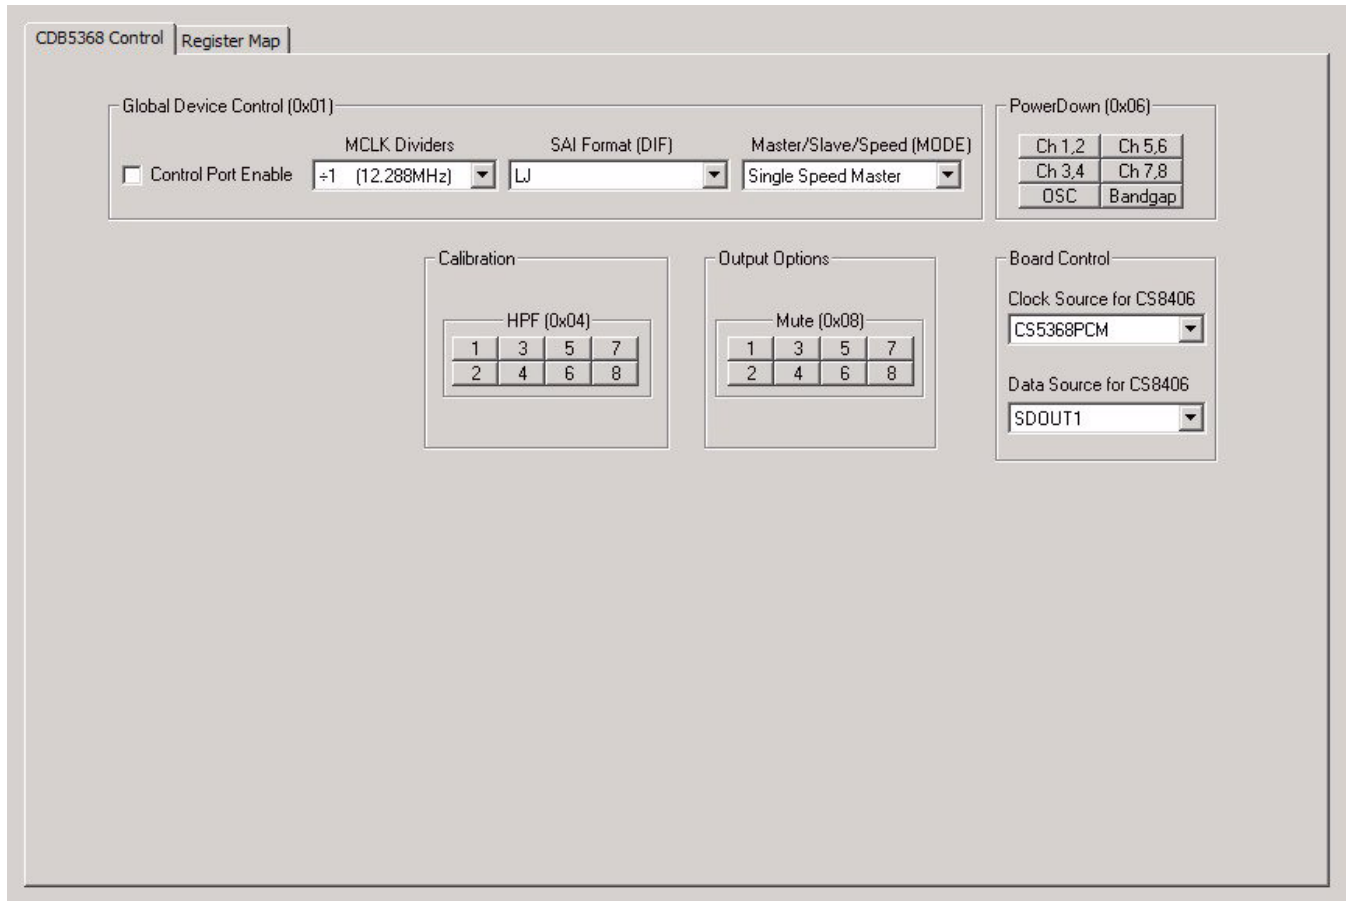 CDB5368 Control Register Map
Global Device Control (0x01)
MCLK Dividers SAI Format (DIF) Master/Slave/Speed (MODE)
Control Port Enable ÷1 (12.288MHz) LJ Single Speed Master
PowerDown (0x06)
Ch 1,2 Ch 5,6
Ch 3,4 Ch 7,8
OSC Bandgap
Calibration
HPF (0x04)
1 3 5 7
2 4 6 8
Output Options
Mute (0x08)
1 3 5 7
2 4 6 8
Board Control
Clock Source for CS8406
CS5368PCM
Data Source for CS8406
SDOUT1